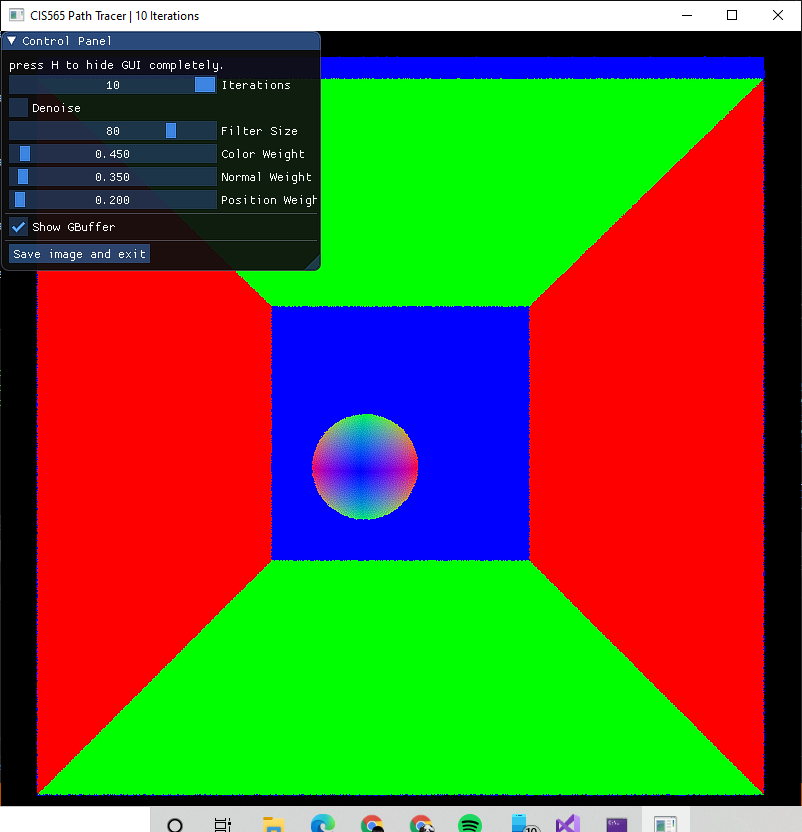 CIS565 Path Tracer | 10 Iterations
Control Panel
press H to hide GUI completely.
10 Iterations
Denoise
80 Filter Size
0.450 Color Weight
0.350 Normal Weight
0.200 Position Weigh
Show GBuffer
Save image and exit